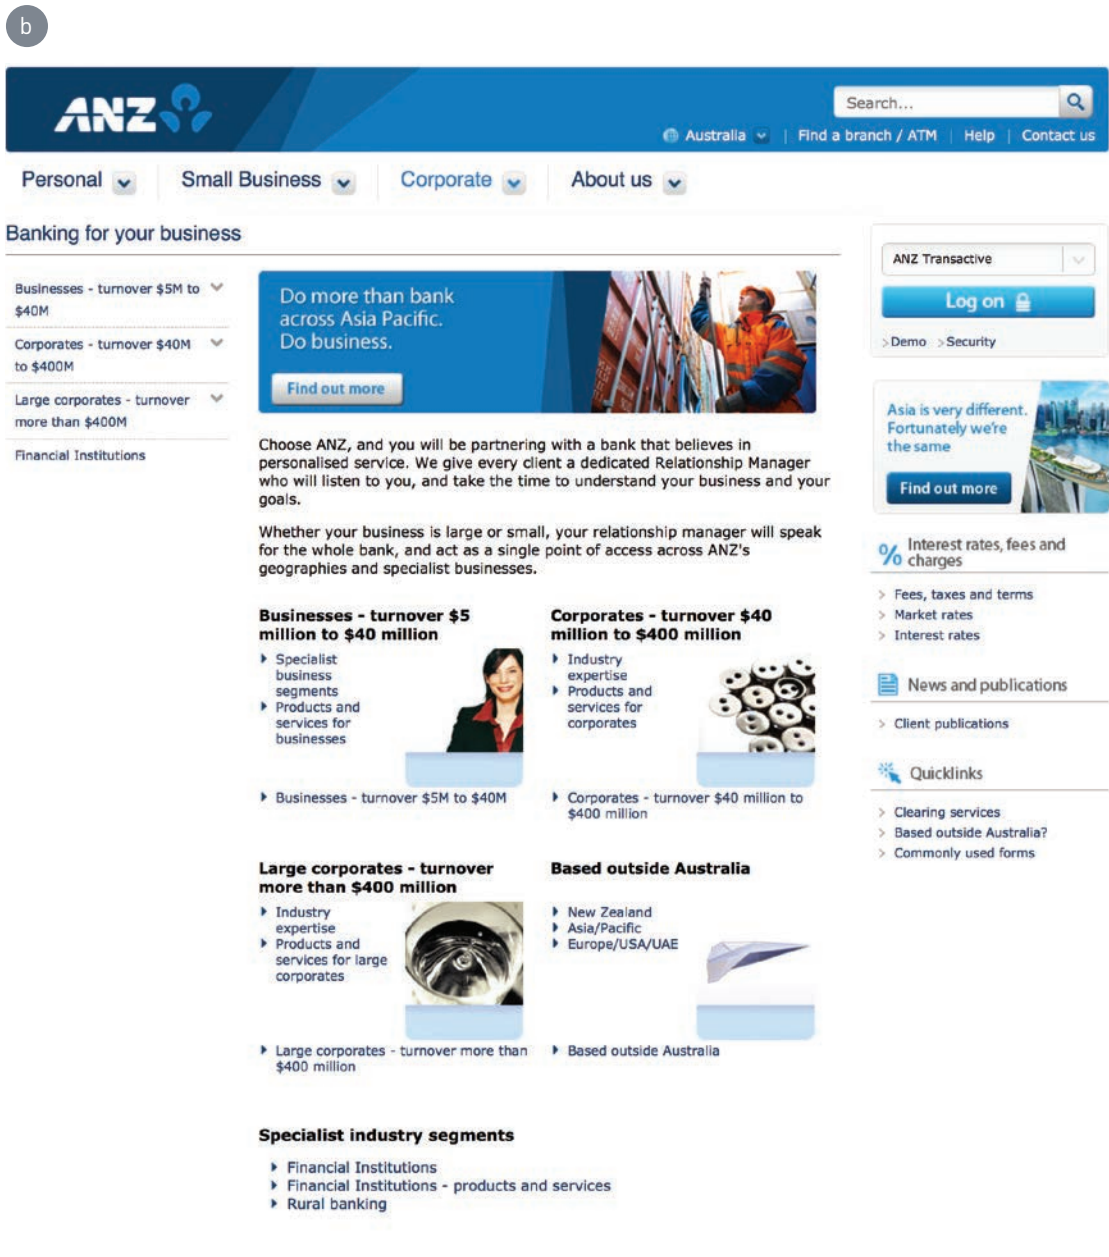 b
ANZ
Search...
Australia
Find a branch / ATM
Help
Contact us
Personal
Small Business
Corporate
About us
Banking for your business
Businesses - turnover $5M to
$40M
Corporates - turnover $40M
to $400M
Large corporates - turnover
more than $400M
Financial Institutions
Do more than bank
across Asia Pacific.
Do business.
Find out more
Choose ANZ, and you will be partnering with a bank that believes in
personalised service. We give every client a dedicated Relationship Manager
who will listen to you, and take the time to understand your business and your
goals.
Whether your business is large or small, your relationship manager will speak
for the whole bank, and act as a single point of access across ANZ's
geographies and specialist businesses.
Businesses - turnover $5
million to $40 million
Specialist
business
segments
Products and
services for
businesses
Businesses - turnover $5M to $40M
Corporates - turnover $40
million to $400 million
Industry
expertise
Products and
services for
corporates
Corporates - turnover $40 million to
$400 million
Large corporates - turnover
more than $400 million
Industry
expertise
Products and
services for large
corporates
Large corporates - turnover more than
$400 million
Based outside Australia
New Zealand
Asia/Pacific
Europe/USA/UAE
Based outside Australia
Specialist industry segments
Financial Institutions
Financial Institutions - products and services
Rural banking
ANZ Transactive
Log on
Demo
Security
Asia is very different.
Fortunately we're
the same
Find out more
% Interest rates, fees and
charges
Fees, taxes and terms
Market rates
Interest rates
News and publications
Client publications
Quicklinks
Clearing services
Based outside Australia?
Commonly used forms